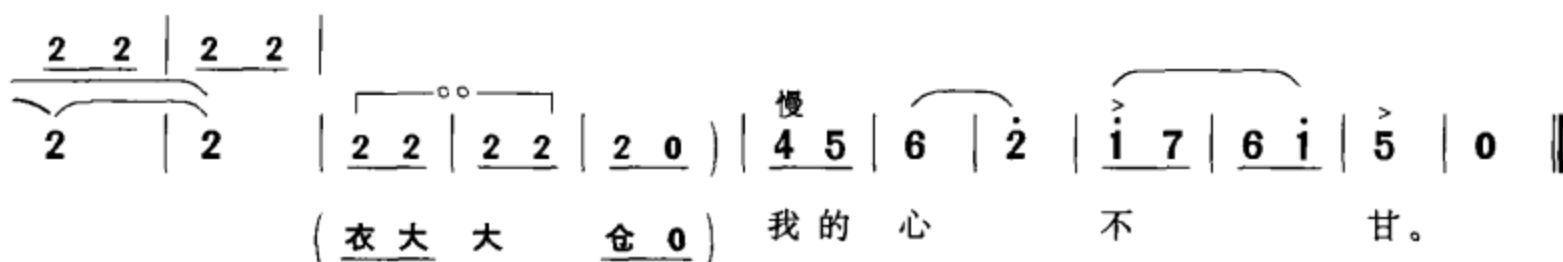 2 2 | 2 2 |
慢
2 | 2 | 2 2 | 2 2 | 2 0 ) | 4 5 | 6 | 2̇ | 1̇ 7 | 6 1̇ | 5 | 0 ‖
( 衣 大 大 仓 0 ) 我 的 心 不 甘。